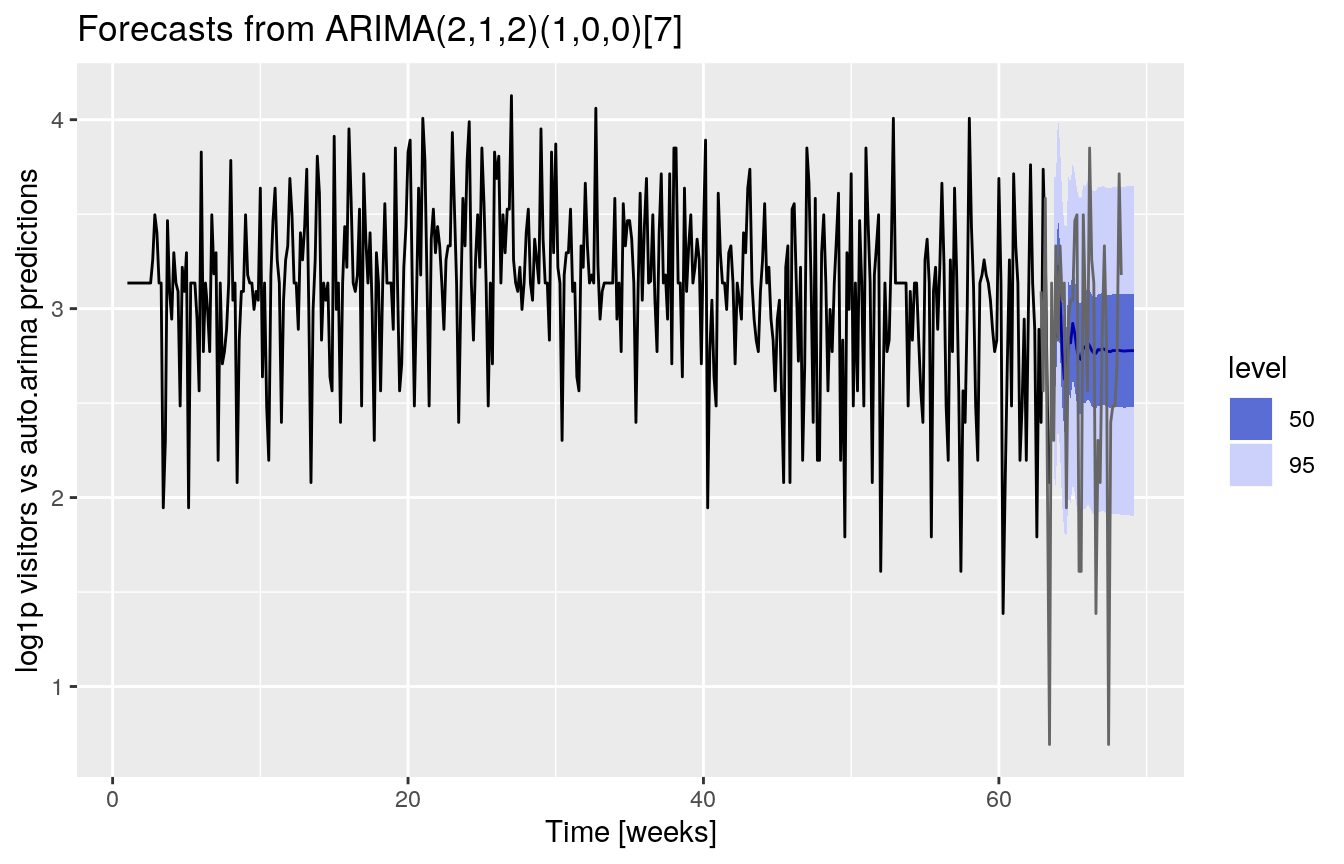 Forecasts from ARIMA(2,1,2)(1,0,0)[7]
log1p visitors vs auto.arima predictions
4
3
2
1
0
20
40
60
Time [weeks]
level
50
95